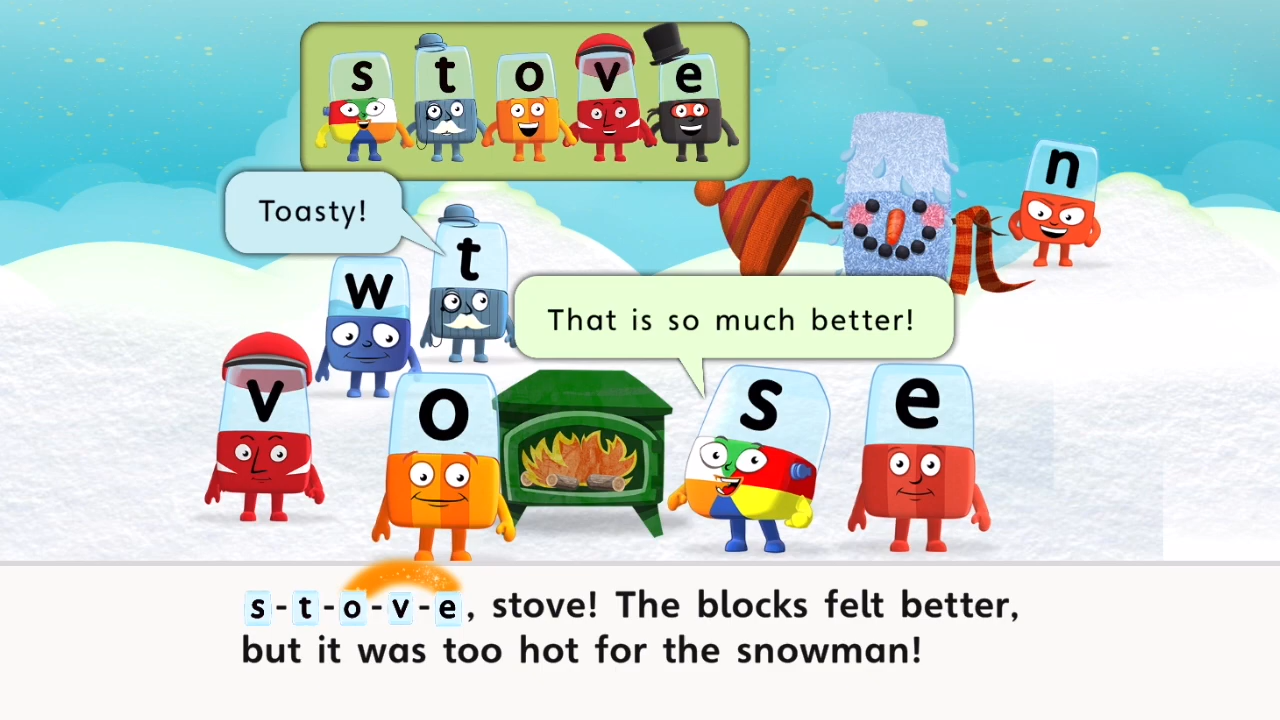 s t o v e
Toasty!
n
t
w
That is so much better!
v
o
s
e
s-t-o-v-e, stove! The blocks felt better,
but it was too hot for the snowman!